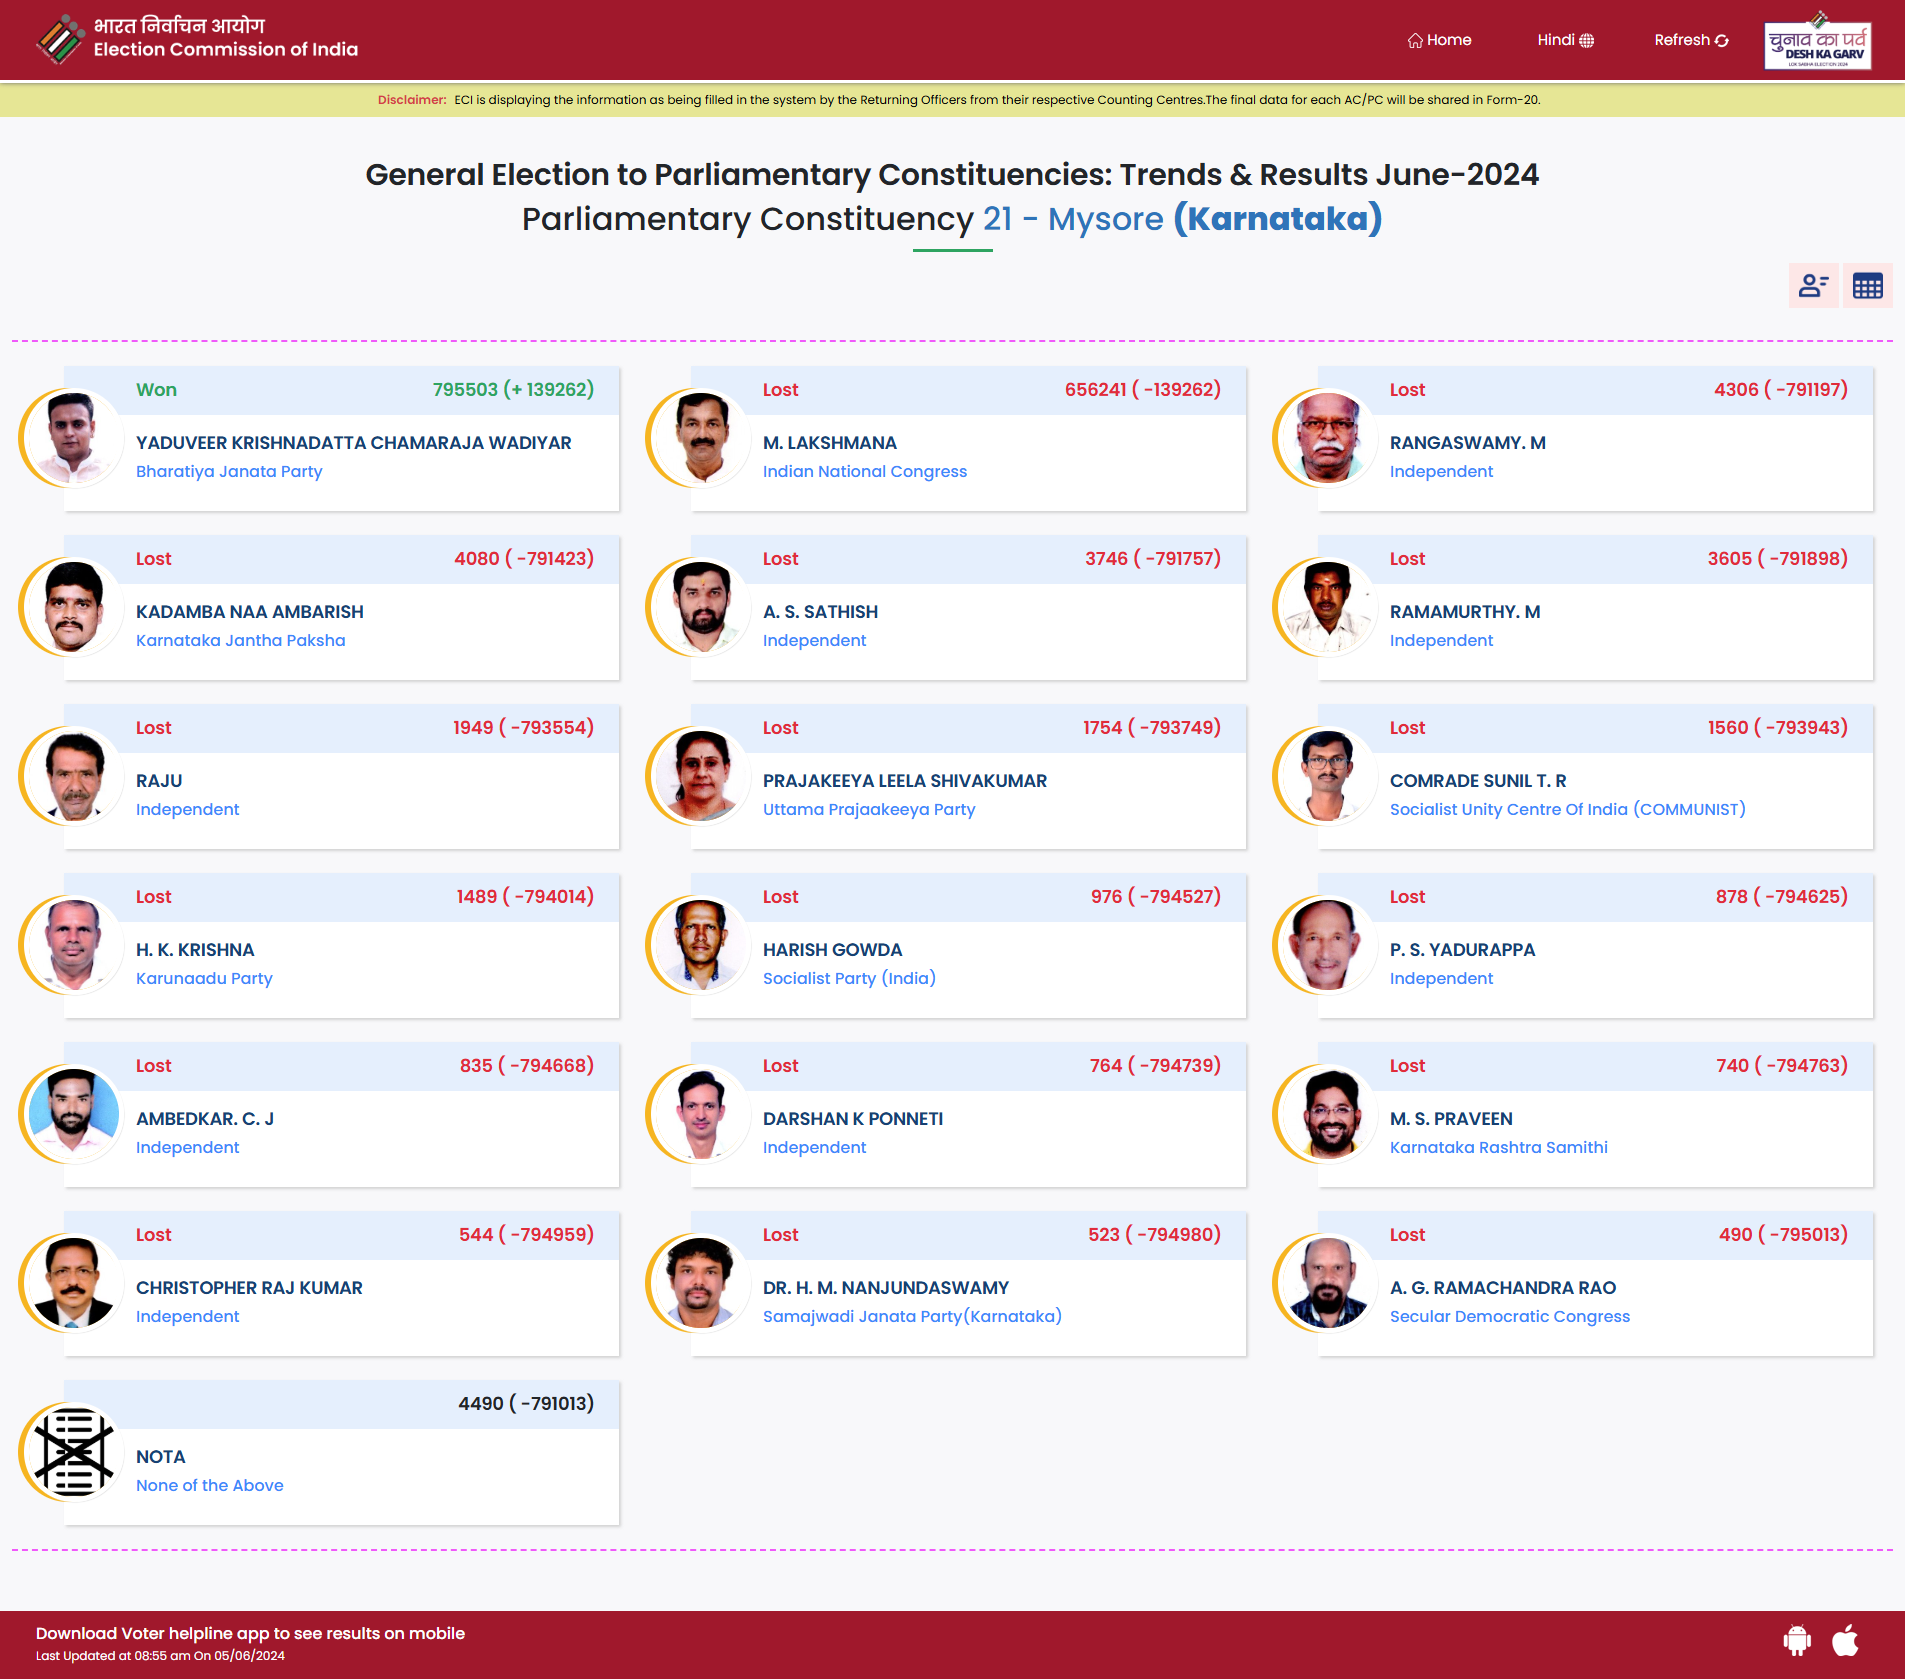 भारत निर्वाचन आयोग
Election Commission of India
Home
Hindi
Refresh
चुनाव का पर्व
DESH KA GARV
LOK SABHA ELECTION 2024
Disclaimer: ECI is displaying the information as being filled in the system by the Returning Officers from their respective Counting Centres.The final data for each AC/PC will be shared in Form-20.
General Election to Parliamentary Constituencies: Trends & Results June-2024
Parliamentary Constituency 21 - Mysore (Karnataka)
Won 795503 (+ 139262)
YADUVEER KRISHNADATTA CHAMARAJA WADIYAR
Bharatiya Janata Party
Lost 656241 ( -139262)
M. LAKSHMANA
Indian National Congress
Lost 4306 ( -791197)
RANGASWAMY. M
Independent
Lost 4080 ( -791423)
KADAMBA NAA AMBARISH
Karnataka Jantha Paksha
Lost 3746 ( -791757)
A. S. SATHISH
Independent
Lost 3605 ( -791898)
RAMAMURTHY. M
Independent
Lost 1949 ( -793554)
RAJU
Independent
Lost 1754 ( -793749)
PRAJAKEEYA LEELA SHIVAKUMAR
Uttama Prajaakeeya Party
Lost 1560 ( -793943)
COMRADE SUNIL T. R
Socialist Unity Centre Of India (COMMUNIST)
Lost 1489 ( -794014)
H. K. KRISHNA
Karunaadu Party
Lost 976 ( -794527)
HARISH GOWDA
Socialist Party (India)
Lost 878 ( -794625)
P. S. YADURAPPA
Independent
Lost 835 ( -794668)
AMBEDKAR. C. J
Independent
Lost 764 ( -794739)
DARSHAN K PONNETI
Independent
Lost 740 ( -794763)
M. S. PRAVEEN
Karnataka Rashtra Samithi
Lost 544 ( -794959)
CHRISTOPHER RAJ KUMAR
Independent
Lost 523 ( -794980)
DR. H. M. NANJUNDASWAMY
Samajwadi Janata Party(Karnataka)
Lost 490 ( -795013)
A. G. RAMACHANDRA RAO
Secular Democratic Congress
4490 ( -791013)
NOTA
None of the Above
Download Voter helpline app to see results on mobile
Last Updated at 08:55 am On 05/06/2024